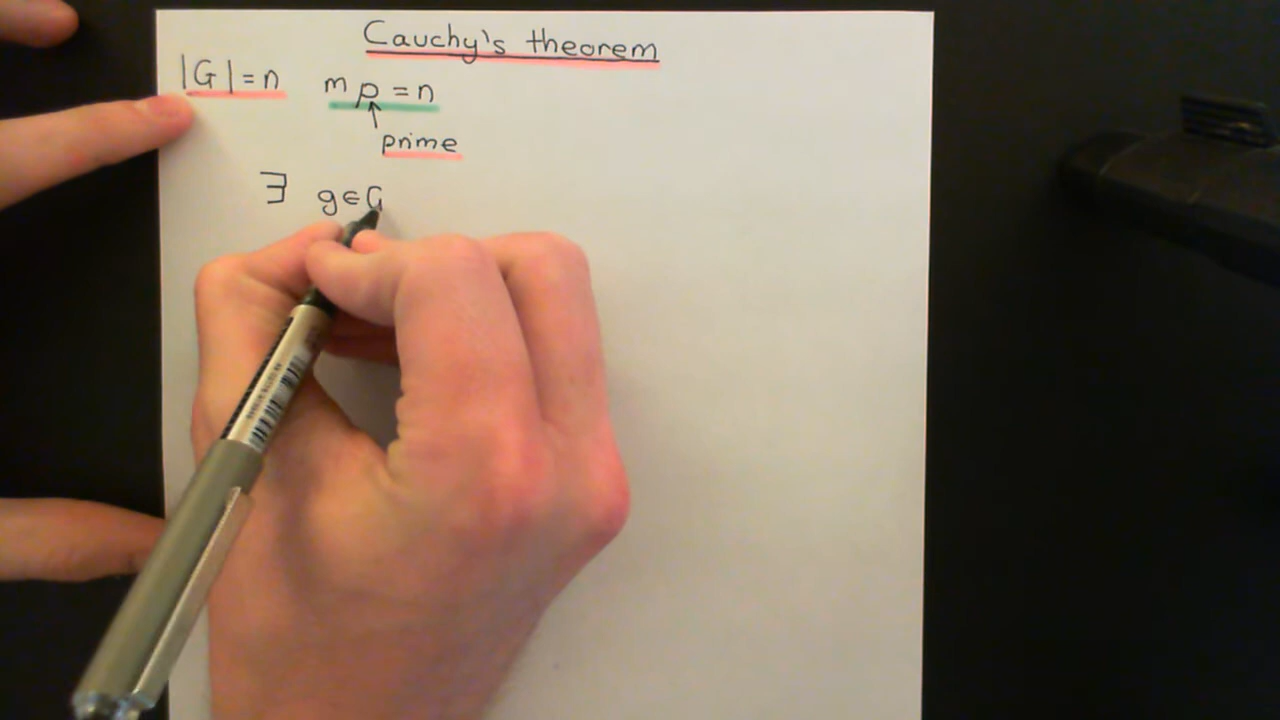 Cauchy's theorem
|G| = n mp = n
prime
∃ g∈G